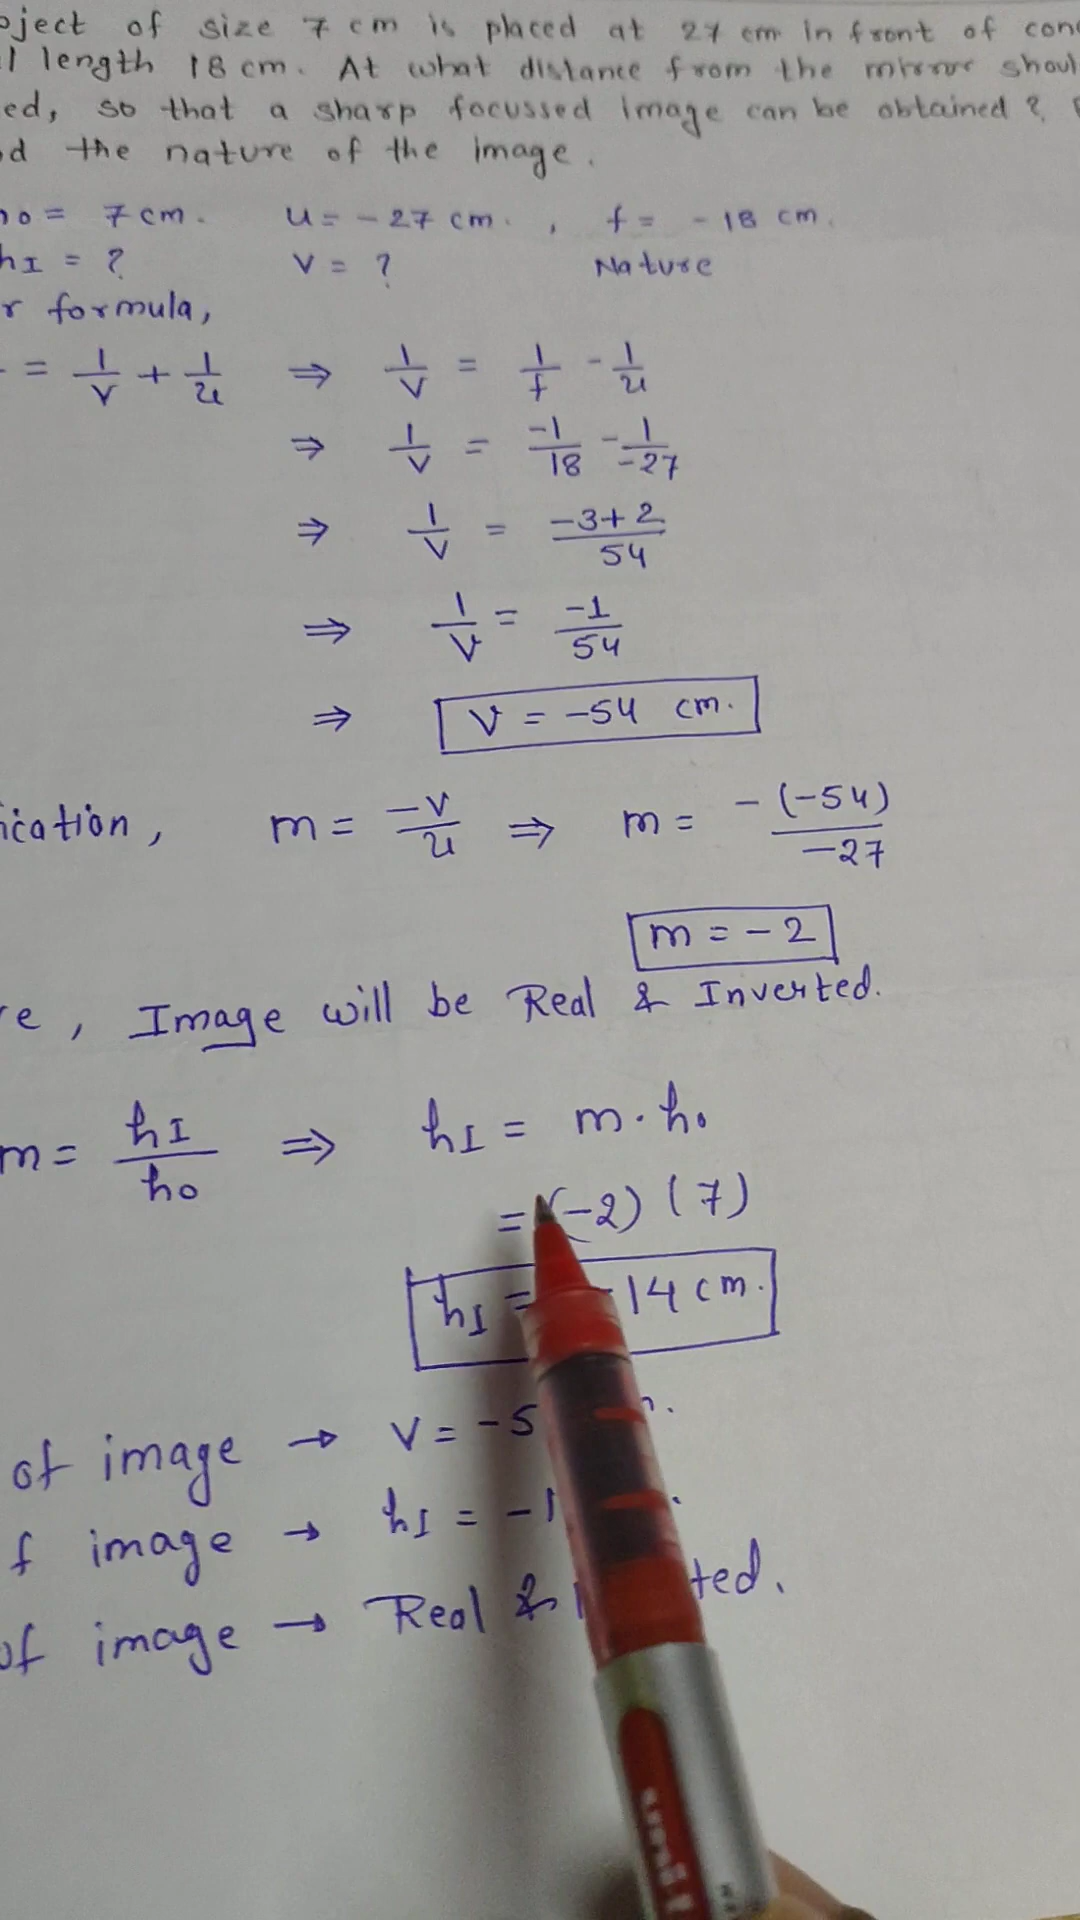 oject of size 7 cm is placed at 27 cm in front of conc
l length 18 cm. At what distance from the mirror shoul
ed, so that a sharp focussed image can be obtained?
d the nature of the image.
ho = 7 cm. u = -27 cm. , f = -18 cm.
hI = ? v = ? Nature
r formula,
= 1/v + 1/u ⇒ 1/v = 1/f - 1/u
⇒ 1/v = -1/18 - 1/-27
⇒ 1/v = -3+2/54
⇒ 1/v = -1/54
⇒ v = -54 cm.
ication, m = -v/u ⇒ m = -(-54)/-27
m = -2
re, Image will be Real & Inverted.
m = hI/ho ⇒ hI = m.ho
= (-2) (7)
hI = -14 cm.
of image → v = -5
f image → hI = -1
of image → Real & ted.